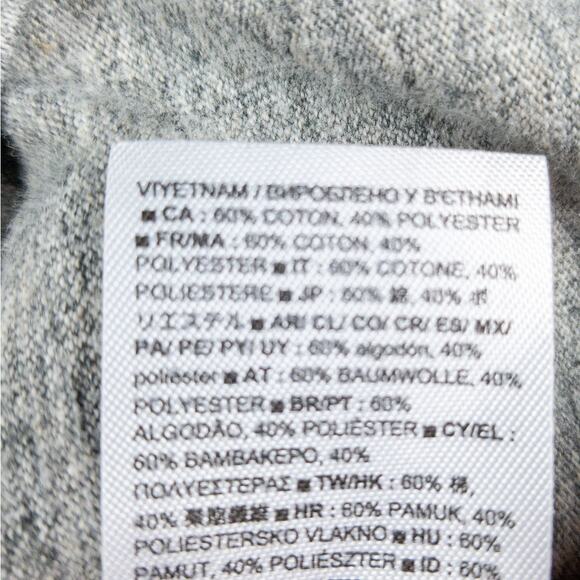 VIYETNAM / ВИРОБЛЕНО У В'ЄТНАМІ
■ CA : 60% COTON, 40% POLYESTER
■ FR/MA : 60% COTON, 40%
POLYESTER ■ IT : 60% COTONE, 40%
POLIESTERE ■ JP : 60% 綿, 40% ポ
リエステル ■ AR/ CL/ CO/ CR/ ES/ MX/
PA/ PE/ PY/ UY : 60% algodón, 40%
poliéster ■ AT : 60% BAUMWOLLE, 40%
POLYESTER ■ BR/PT : 60%
ALGODÃO, 40% POLIÉSTER ■ CY/EL :
60% ΒΑΜΒΑΚΕΡΟ, 40%
ΠΟΛΥΕΣΤΕΡΑΣ ■ TW/HK : 60% 棉,
40% 聚酯纖維 ■ HR : 60% PAMUK, 40%
POLIESTERSKO VLAKNO ■ HU : 60%
PAMUT, 40% POLIÉSZTER ■ ID : 60%